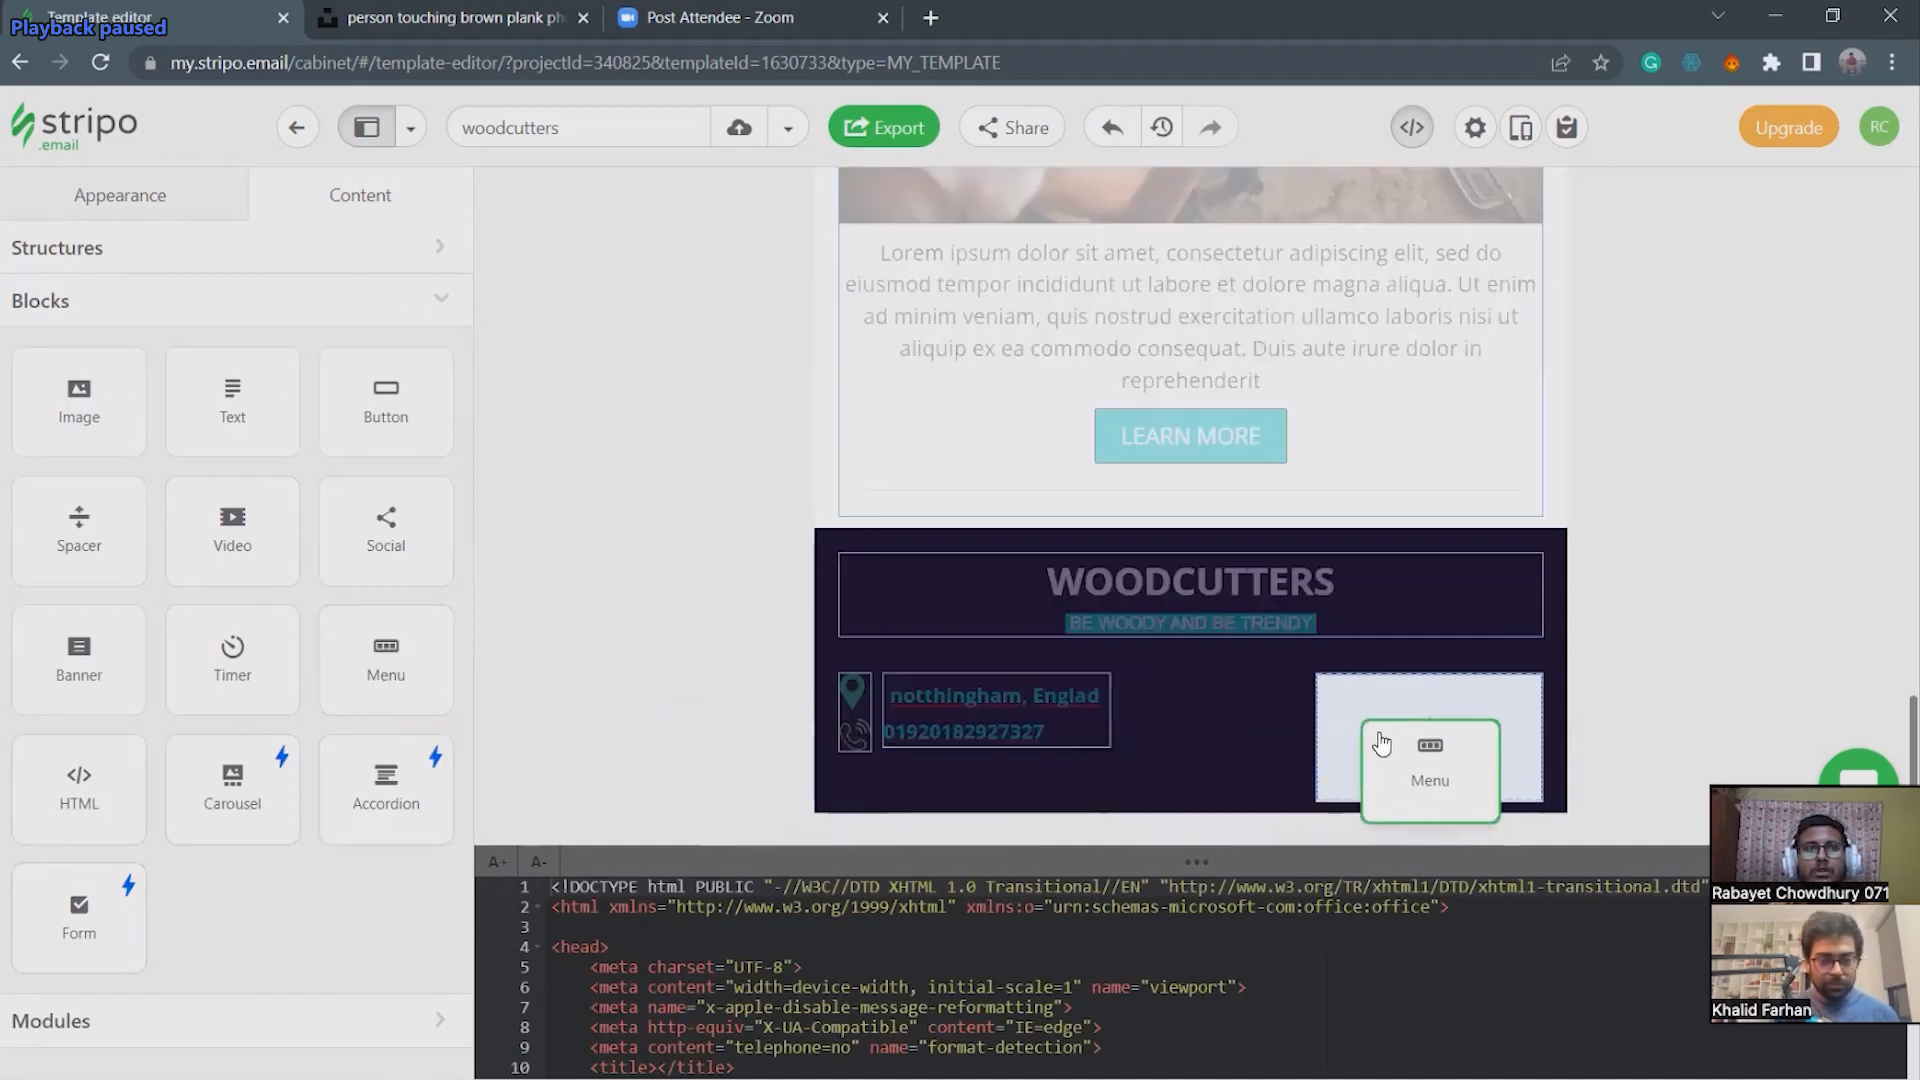 Template editor
person touching brown plank ph
Post Attendee - Zoom
Playback paused
my.stripo.email/cabinet/#/template-editor/?projectId=340825&templateId=1630733&type=MY_TEMPLATE
stripo
.email
woodcutters
Export
Share
Upgrade
RC
Appearance
Content
Structures
Blocks
Image
Text
Button
Spacer
Video
Social
Banner
Timer
Menu
HTML
Carousel
Accordion
Form
Modules
Lorem ipsum dolor sit amet, consectetur adipiscing elit, sed do
eiusmod tempor incididunt ut labore et dolore magna aliqua. Ut enim
ad minim veniam, quis nostrud exercitation ullamco laboris nisi ut
aliquip ex ea commodo consequat. Duis aute irure dolor in
reprehenderit
LEARN MORE
WOODCUTTERS
BE WOODY AND BE TRENDY
notthingham, Englad
01920182927327
Menu
A+ A-
1 <!DOCTYPE html PUBLIC "-//W3C//DTD XHTML 1.0 Transitional//EN" "http://www.w3.org/TR/xhtml1/DTD/xhtml1-transitional.dtd"
2 <html xmlns="http://www.w3.org/1999/xhtml" xmlns:o="urn:schemas-microsoft-com:office:office">
3
4 <head>
5 <meta charset="UTF-8">
6 <meta content="width=device-width, initial-scale=1" name="viewport">
7 <meta name="x-apple-disable-message-reformatting">
8 <meta http-equiv="X-UA-Compatible" content="IE=edge">
9 <meta content="telephone=no" name="format-detection">
10 <title></title>
Rabayet Chowdhury 071
Khalid Farhan